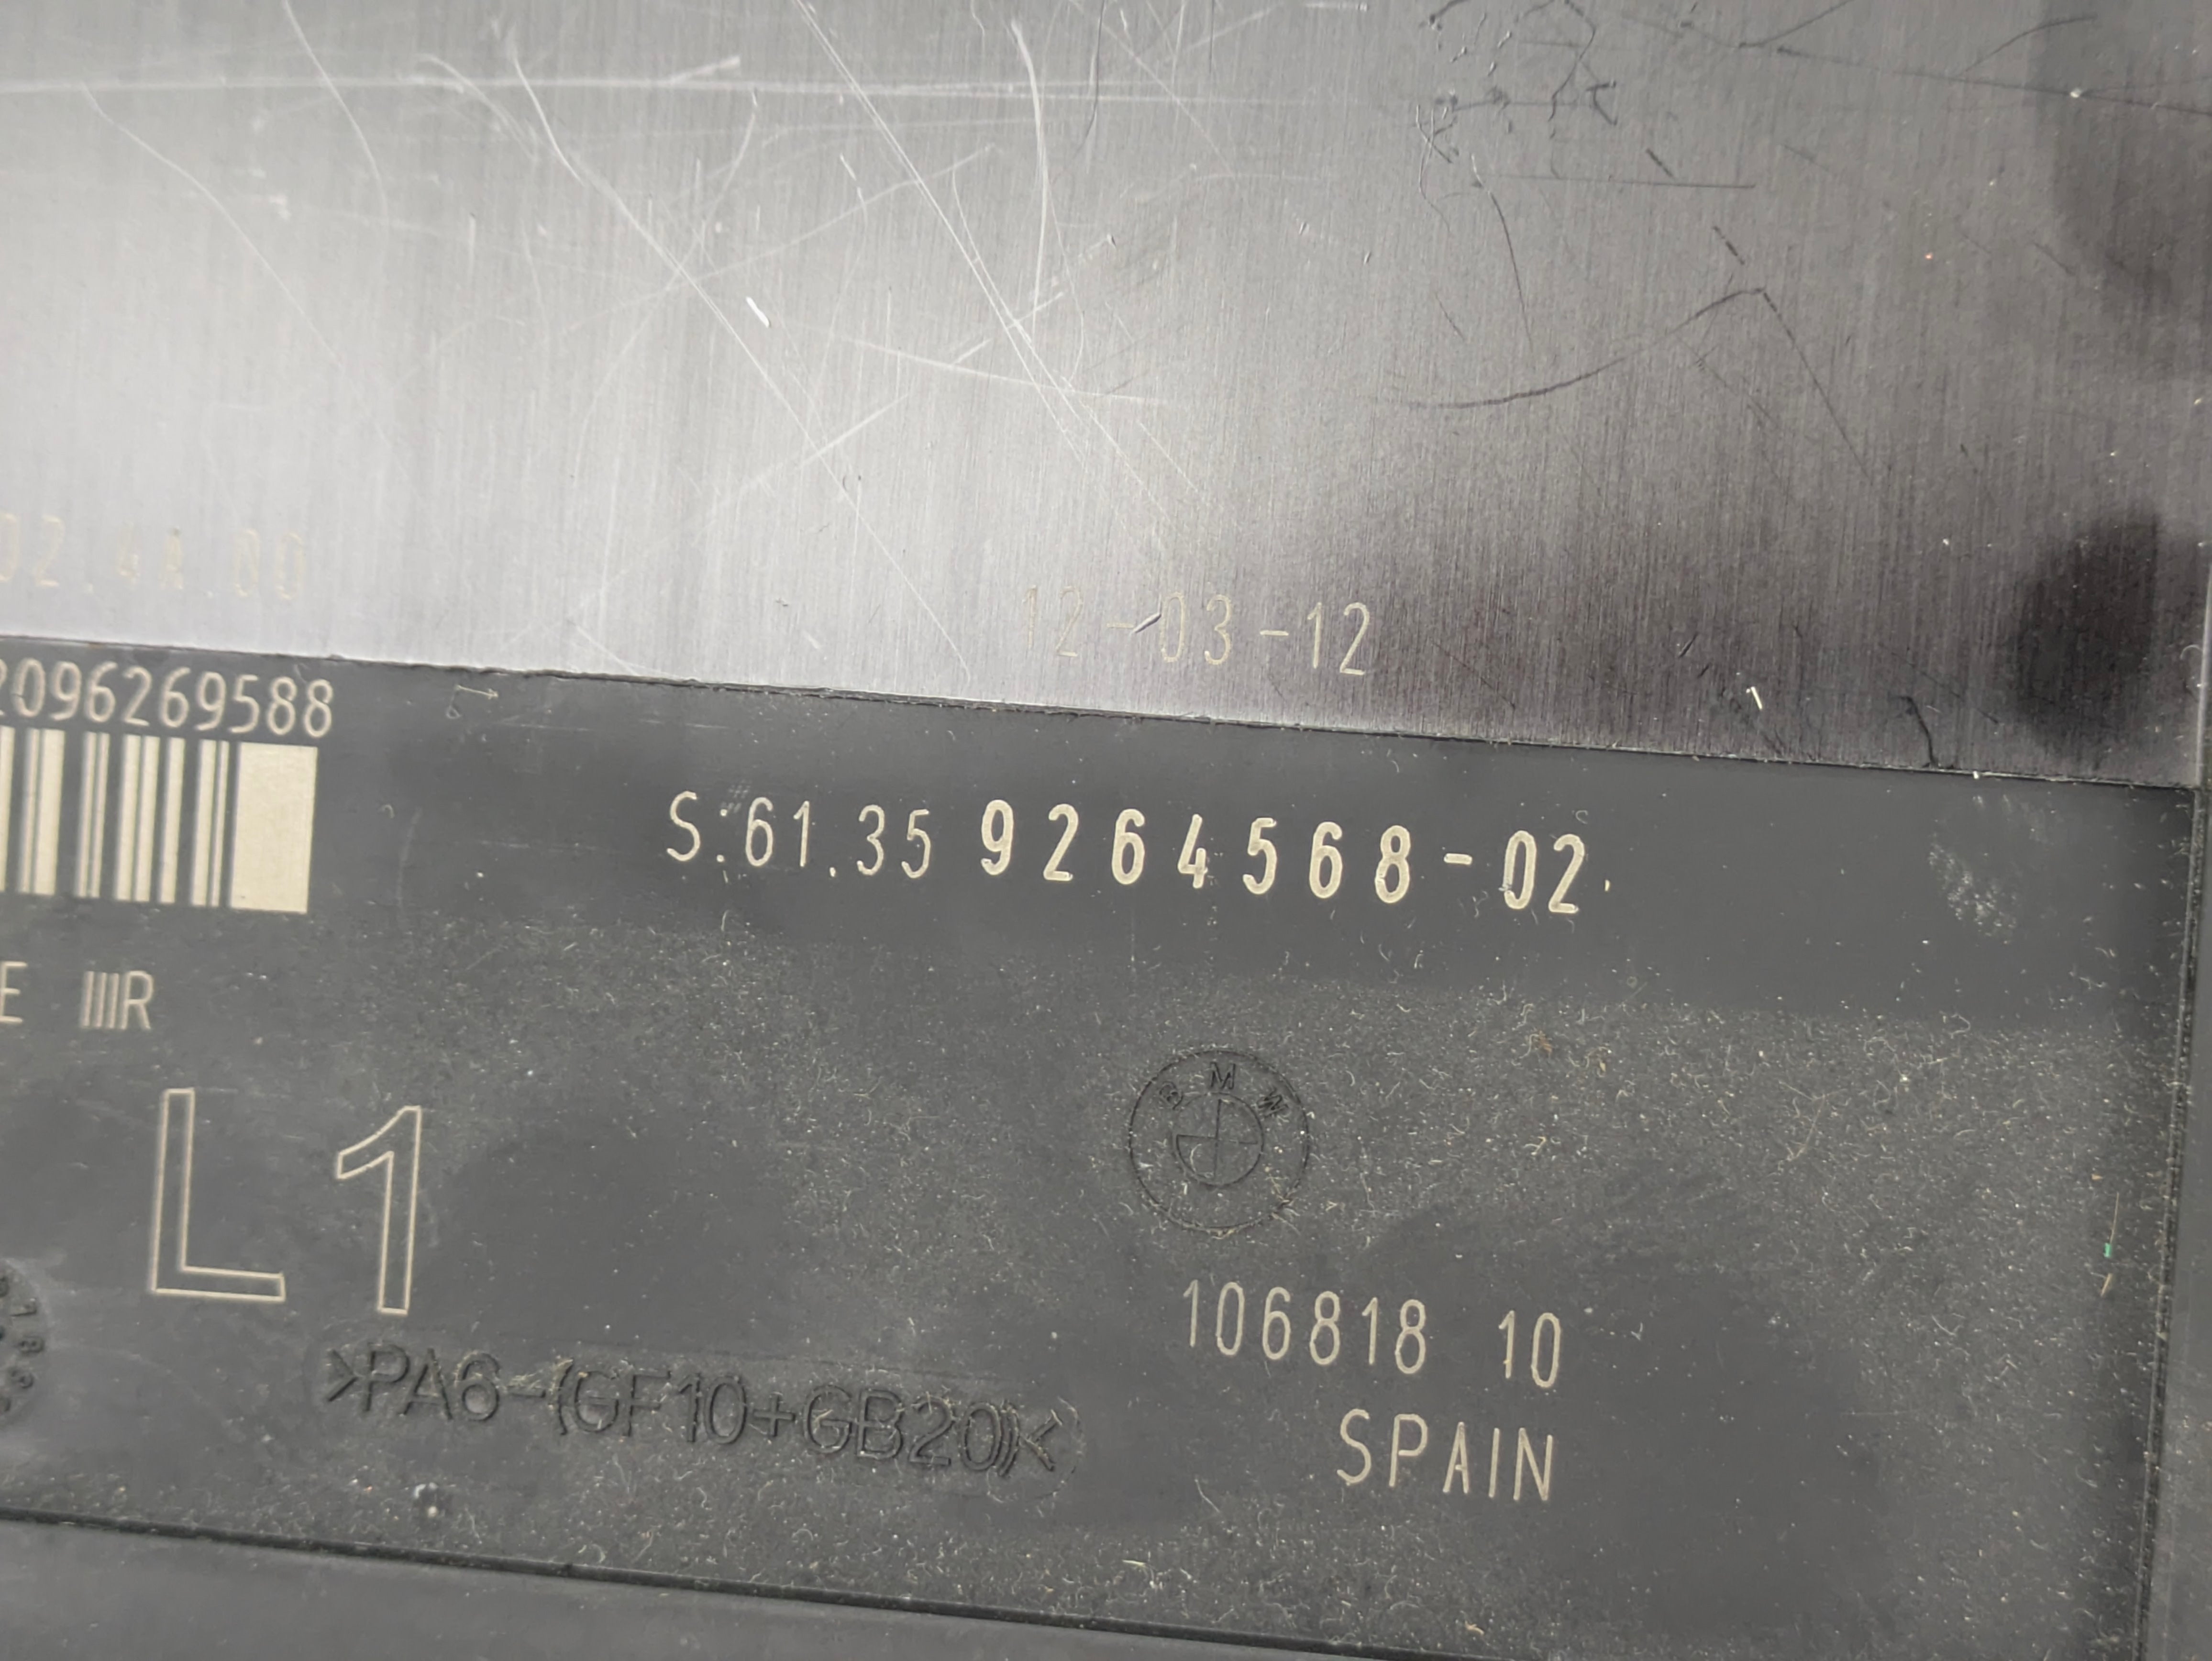 02.4A.00
12-03-12
2096269588
S:61.35 9264568-02
E IIIR
BMW
L1
106818 10
>PA6-(GF10+GB20)<
SPAIN